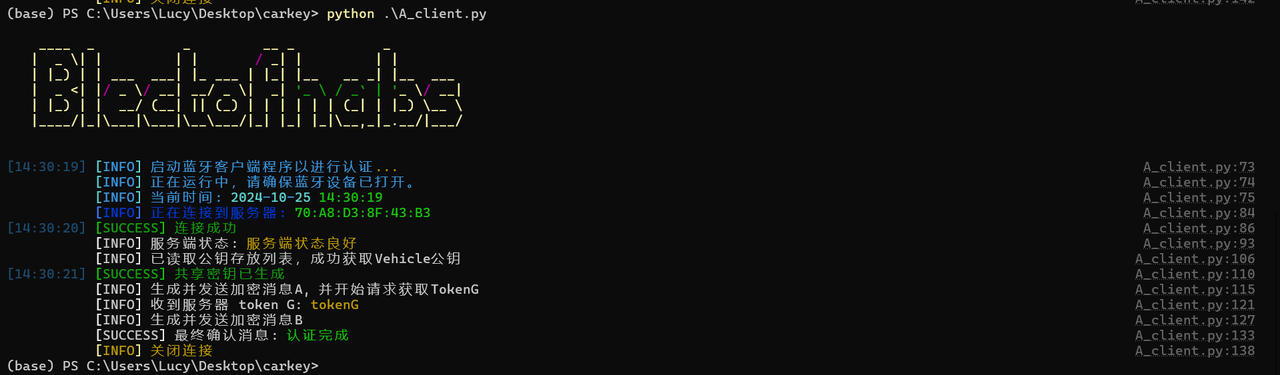 [INFO] 关闭连接 A_client.py:142
(base) PS C:\Users\Lucy\Desktop\carkey> python .\A_client.py
Blectofhabs
[14:30:19] [INFO] 启动蓝牙客户端程序以进行认证... A_client.py:73
[INFO] 正在运行中，请确保蓝牙设备已打开。 A_client.py:74
[INFO] 当前时间: 2024-10-25 14:30:19 A_client.py:75
[INFO] 正在连接到服务器: 70:A8:D3:8F:43:B3 A_client.py:84
[14:30:20] [SUCCESS] 连接成功 A_client.py:86
[INFO] 服务端状态: 服务端状态良好 A_client.py:93
[INFO] 已读取公钥存放列表，成功获取Vehicle公钥 A_client.py:106
[14:30:21] [SUCCESS] 共享密钥已生成 A_client.py:110
[INFO] 生成并发送加密消息A, 并开始请求获取TokenG A_client.py:115
[INFO] 收到服务器 token G: tokenG A_client.py:121
[INFO] 生成并发送加密消息B A_client.py:127
[SUCCESS] 最终确认消息: 认证完成 A_client.py:133
[INFO] 关闭连接 A_client.py:138
(base) PS C:\Users\Lucy\Desktop\carkey>